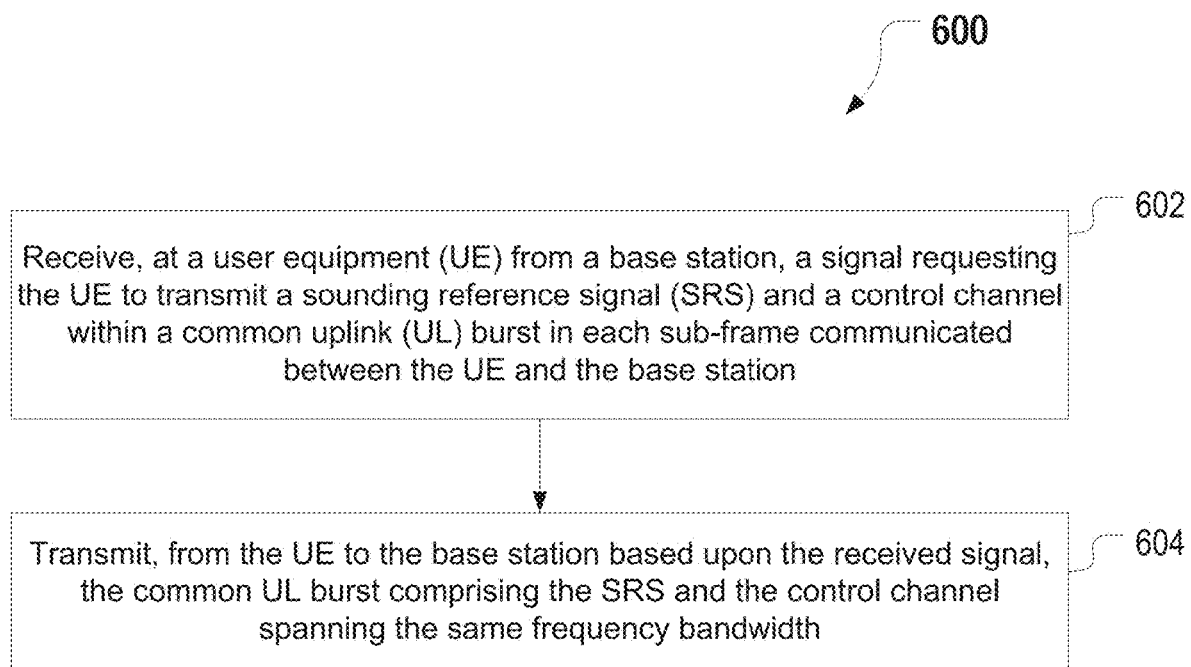 600
602
Receive, at a user equipment (UE) from a base station, a signal requesting
the UE to transmit a sounding reference signal (SRS) and a control channel
within a common uplink (UL) burst in each sub-frame communicated
between the UE and the base station
604
Transmit, from the UE to the base station based upon the received signal,
the common UL burst comprising the SRS and the control channel
spanning the same frequency bandwidth